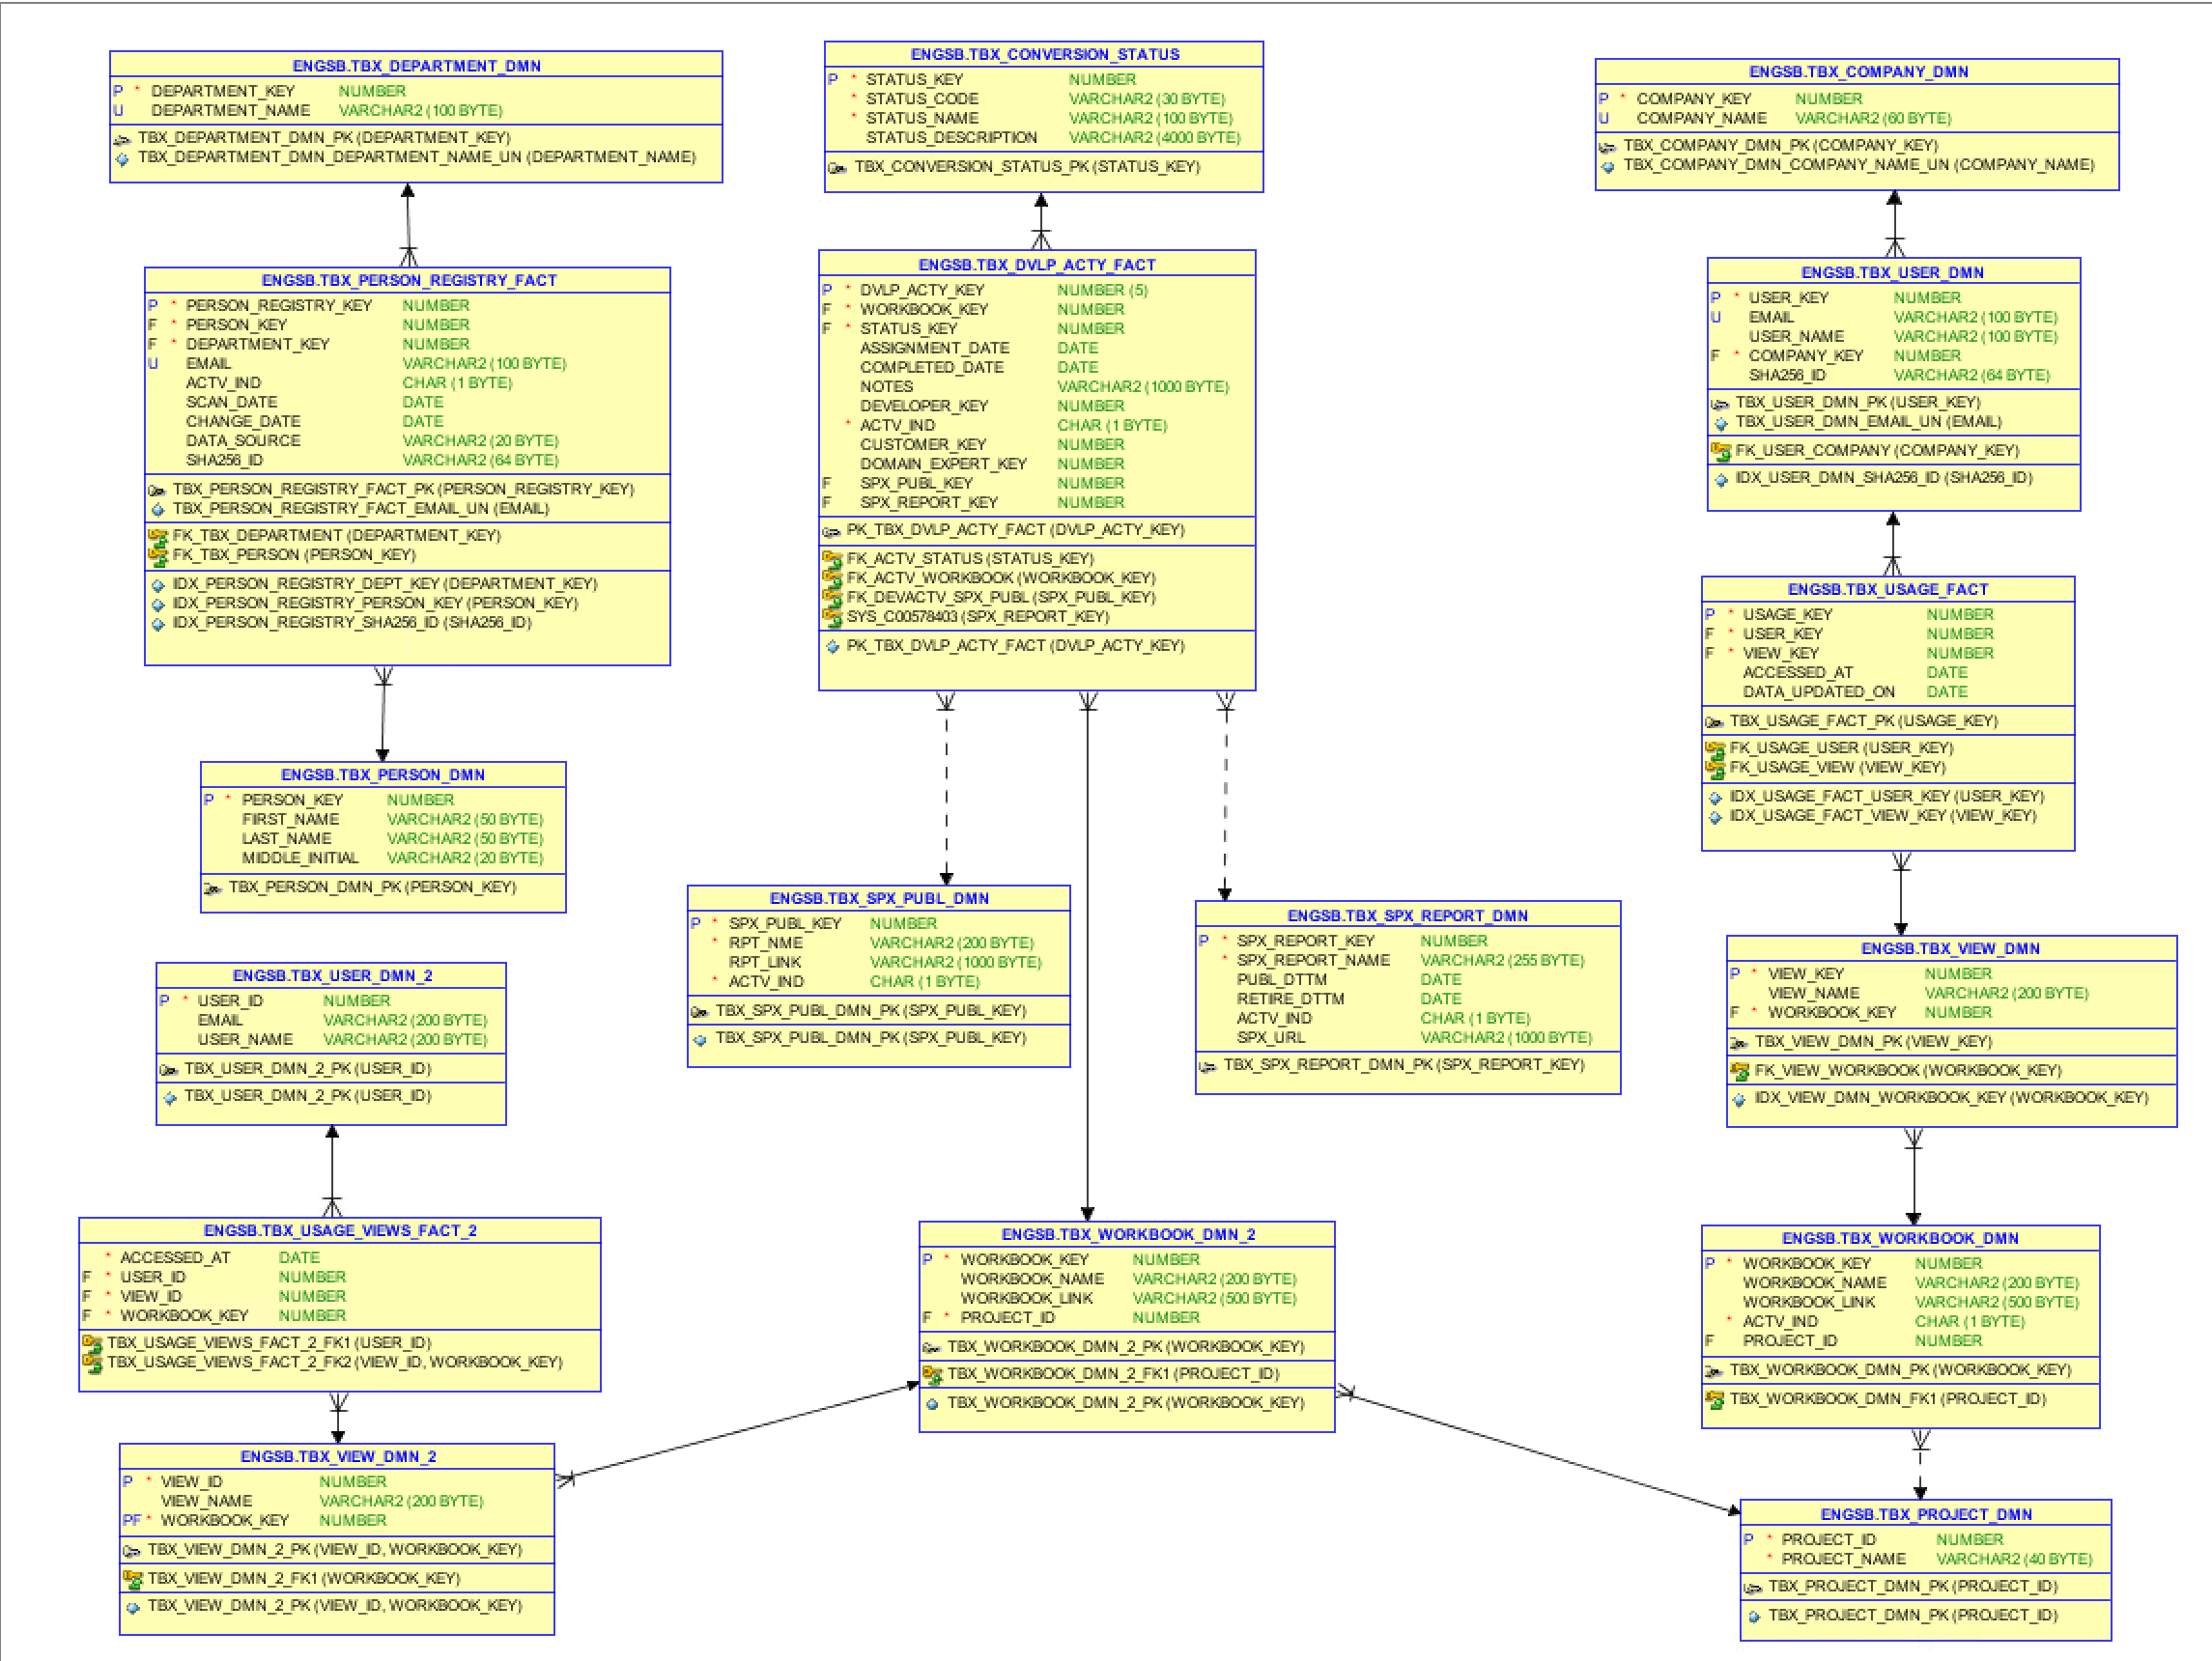 ENGSB.TBX_DEPARTMENT_DMN
P * DEPARTMENT_KEY NUMBER
U DEPARTMENT_NAME VARCHAR2 (100 BYTE)
TBX_DEPARTMENT_DMN_PK (DEPARTMENT_KEY)
TBX_DEPARTMENT_DMN_DEPARTMENT_NAME_UN (DEPARTMENT_NAME)
ENGSB.TBX_CONVERSION_STATUS
P * STATUS_KEY NUMBER
* STATUS_CODE VARCHAR2 (30 BYTE)
* STATUS_NAME VARCHAR2 (100 BYTE)
STATUS_DESCRIPTION VARCHAR2 (4000 BYTE)
TBX_CONVERSION_STATUS_PK (STATUS_KEY)
ENGSB.TBX_COMPANY_DMN
P * COMPANY_KEY NUMBER
U COMPANY_NAME VARCHAR2 (60 BYTE)
TBX_COMPANY_DMN_PK (COMPANY_KEY)
TBX_COMPANY_DMN_COMPANY_NAME_UN (COMPANY_NAME)
ENGSB.TBX_PERSON_REGISTRY_FACT
P * PERSON_REGISTRY_KEY NUMBER
F * PERSON_KEY NUMBER
F * DEPARTMENT_KEY NUMBER
U EMAIL VARCHAR2 (100 BYTE)
ACTV_IND CHAR (1 BYTE)
SCAN_DATE DATE
CHANGE_DATE DATE
DATA_SOURCE VARCHAR2 (20 BYTE)
SHA256_ID VARCHAR2 (64 BYTE)
TBX_PERSON_REGISTRY_FACT_PK (PERSON_REGISTRY_KEY)
TBX_PERSON_REGISTRY_FACT_EMAIL_UN (EMAIL)
FK_TBX_DEPARTMENT (DEPARTMENT_KEY)
FK_TBX_PERSON (PERSON_KEY)
IDX_PERSON_REGISTRY_DEPT_KEY (DEPARTMENT_KEY)
IDX_PERSON_REGISTRY_PERSON_KEY (PERSON_KEY)
IDX_PERSON_REGISTRY_SHA256_ID (SHA256_ID)
ENGSB.TBX_DVLP_ACTY_FACT
P * DVLP_ACTY_KEY NUMBER (5)
F * WORKBOOK_KEY NUMBER
F * STATUS_KEY NUMBER
ASSIGNMENT_DATE DATE
COMPLETED_DATE DATE
NOTES VARCHAR2 (1000 BYTE)
DEVELOPER_KEY NUMBER
* ACTV_IND CHAR (1 BYTE)
CUSTOMER_KEY NUMBER
DOMAIN_EXPERT_KEY NUMBER
F SPX_PUBL_KEY NUMBER
F SPX_REPORT_KEY NUMBER
PK_TBX_DVLP_ACTY_FACT (DVLP_ACTY_KEY)
FK_ACTV_STATUS (STATUS_KEY)
FK_ACTV_WORKBOOK (WORKBOOK_KEY)
FK_DEVACTV_SPX_PUBL (SPX_PUBL_KEY)
SYS_C00578403 (SPX_REPORT_KEY)
PK_TBX_DVLP_ACTY_FACT (DVLP_ACTY_KEY)
ENGSB.TBX_USER_DMN
P * USER_KEY NUMBER
U EMAIL VARCHAR2 (100 BYTE)
USER_NAME VARCHAR2 (100 BYTE)
F * COMPANY_KEY NUMBER
SHA256_ID VARCHAR2 (64 BYTE)
TBX_USER_DMN_PK (USER_KEY)
TBX_USER_DMN_EMAIL_UN (EMAIL)
FK_USER_COMPANY (COMPANY_KEY)
IDX_USER_DMN_SHA256_ID (SHA256_ID)
ENGSB.TBX_USAGE_FACT
P * USAGE_KEY NUMBER
F * USER_KEY NUMBER
F * VIEW_KEY NUMBER
ACCESSED_AT DATE
DATA_UPDATED_ON DATE
TBX_USAGE_FACT_PK (USAGE_KEY)
FK_USAGE_USER (USER_KEY)
FK_USAGE_VIEW (VIEW_KEY)
IDX_USAGE_FACT_USER_KEY (USER_KEY)
IDX_USAGE_FACT_VIEW_KEY (VIEW_KEY)
ENGSB.TBX_PERSON_DMN
P * PERSON_KEY NUMBER
FIRST_NAME VARCHAR2 (50 BYTE)
LAST_NAME VARCHAR2 (50 BYTE)
MIDDLE_INITIAL VARCHAR2 (20 BYTE)
TBX_PERSON_DMN_PK (PERSON_KEY)
ENGSB.TBX_SPX_PUBL_DMN
P * SPX_PUBL_KEY NUMBER
* RPT_NME VARCHAR2 (200 BYTE)
RPT_LINK VARCHAR2 (1000 BYTE)
* ACTV_IND CHAR (1 BYTE)
TBX_SPX_PUBL_DMN_PK (SPX_PUBL_KEY)
TBX_SPX_PUBL_DMN_PK (SPX_PUBL_KEY)
ENGSB.TBX_SPX_REPORT_DMN
P * SPX_REPORT_KEY NUMBER
* SPX_REPORT_NAME VARCHAR2 (255 BYTE)
PUBL_DTTM DATE
RETIRE_DTTM DATE
ACTV_IND CHAR (1 BYTE)
SPX_URL VARCHAR2 (1000 BYTE)
TBX_SPX_REPORT_DMN_PK (SPX_REPORT_KEY)
ENGSB.TBX_VIEW_DMN
P * VIEW_KEY NUMBER
VIEW_NAME VARCHAR2 (200 BYTE)
F * WORKBOOK_KEY NUMBER
TBX_VIEW_DMN_PK (VIEW_KEY)
FK_VIEW_WORKBOOK (WORKBOOK_KEY)
IDX_VIEW_DMN_WORKBOOK_KEY (WORKBOOK_KEY)
ENGSB.TBX_USER_DMN_2
P * USER_ID NUMBER
EMAIL VARCHAR2 (200 BYTE)
USER_NAME VARCHAR2 (200 BYTE)
TBX_USER_DMN_2_PK (USER_ID)
TBX_USER_DMN_2_PK (USER_ID)
ENGSB.TBX_USAGE_VIEWS_FACT_2
* ACCESSED_AT DATE
F * USER_ID NUMBER
F * VIEW_ID NUMBER
F * WORKBOOK_KEY NUMBER
TBX_USAGE_VIEWS_FACT_2_FK1 (USER_ID)
TBX_USAGE_VIEWS_FACT_2_FK2 (VIEW_ID, WORKBOOK_KEY)
ENGSB.TBX_WORKBOOK_DMN_2
P * WORKBOOK_KEY NUMBER
WORKBOOK_NAME VARCHAR2 (200 BYTE)
WORKBOOK_LINK VARCHAR2 (500 BYTE)
F * PROJECT_ID NUMBER
TBX_WORKBOOK_DMN_2_PK (WORKBOOK_KEY)
TBX_WORKBOOK_DMN_2_FK1 (PROJECT_ID)
TBX_WORKBOOK_DMN_2_PK (WORKBOOK_KEY)
ENGSB.TBX_WORKBOOK_DMN
P * WORKBOOK_KEY NUMBER
WORKBOOK_NAME VARCHAR2 (200 BYTE)
WORKBOOK_LINK VARCHAR2 (500 BYTE)
* ACTV_IND CHAR (1 BYTE)
F PROJECT_ID NUMBER
TBX_WORKBOOK_DMN_PK (WORKBOOK_KEY)
TBX_WORKBOOK_DMN_FK1 (PROJECT_ID)
ENGSB.TBX_VIEW_DMN_2
P * VIEW_ID NUMBER
VIEW_NAME VARCHAR2 (200 BYTE)
PF * WORKBOOK_KEY NUMBER
TBX_VIEW_DMN_2_PK (VIEW_ID, WORKBOOK_KEY)
TBX_VIEW_DMN_2_FK1 (WORKBOOK_KEY)
TBX_VIEW_DMN_2_PK (VIEW_ID, WORKBOOK_KEY)
ENGSB.TBX_PROJECT_DMN
P * PROJECT_ID NUMBER
* PROJECT_NAME VARCHAR2 (40 BYTE)
TBX_PROJECT_DMN_PK (PROJECT_ID)
TBX_PROJECT_DMN_PK (PROJECT_ID)